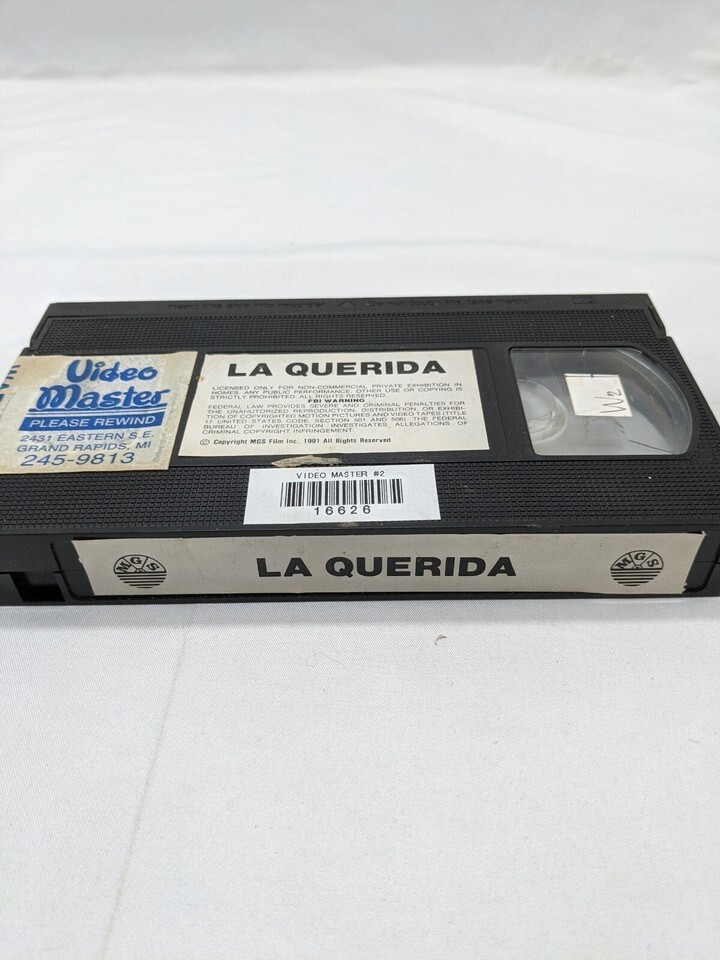 Video
Master
PLEASE REWIND
2431 EASTERN S.E.
GRAND RAPIDS, MI
245-9813
LA QUERIDA
LICENSED ONLY FOR NON-COMMERCIAL PRIVATE EXHIBITION IN
HOMES. ANY PUBLIC PERFORMANCE, OTHER USE OR COPYING IS
STRICTLY PROHIBITED. ALL RIGHTS RESERVED
FBI WARNING
FEDERAL LAW PROVIDES SEVERE AND CRIMINAL PENALTIES FOR
THE UNAHUTORIZED REPRODUCTION, DISTRIBUTION, OR EXHIBI-
TION OF COPYRIGHTED MOTION PICTURES AND VIDEO TAPES (TITLE
17 UNITED STATES CODE, SECTION 501 AND 506). THE FEDERAL
BUREAU OF INVESTIGATION INVESTIGATES, ALLEGATIONS OF
CRIMINAL COPYRIGHT INFRINGEMENT
© Copyright MGS Film Inc. 1991 All Rights Reserved
W2
VIDEO MASTER #2
16626
MGS
LA QUERIDA
MGS